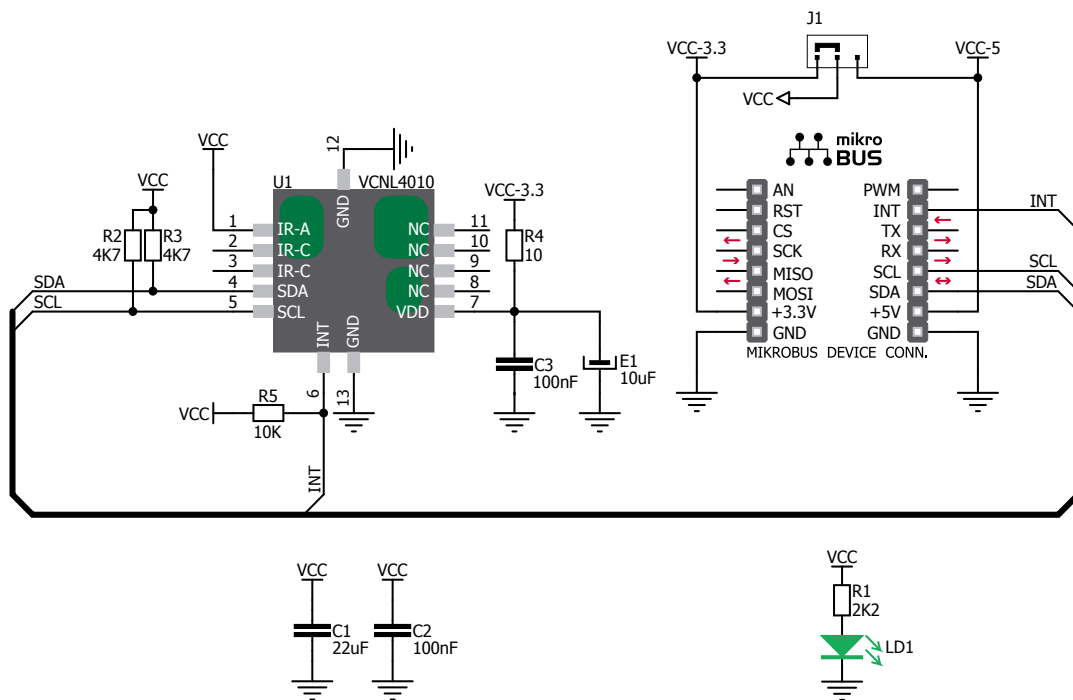 J1
VCC-3.3
VCC-5
VCC
mikro
BUS
VCC
12
U1
VCNL4010
GND
VCC
VCC-3.3
R2
4K7
R3
4K7
1
2
3
4
5
IR-A
IR-C
IR-C
SDA
SCL
NC
NC
NC
NC
VDD
11
10
9
8
7
R4
10
SDA
SCL
INT
GND
6
13
C3
100nF
E1
10uF
VCC
R5
10K
INT
AN
RST
CS
SCK
MISO
MOSI
+3.3V
GND
PWM
INT
TX
RX
SCL
SDA
+5V
GND
MIKROBUS DEVICE CONN.
INT
SCL
SDA
VCC
C1
22uF
VCC
C2
100nF
VCC
R1
2K2
LD1